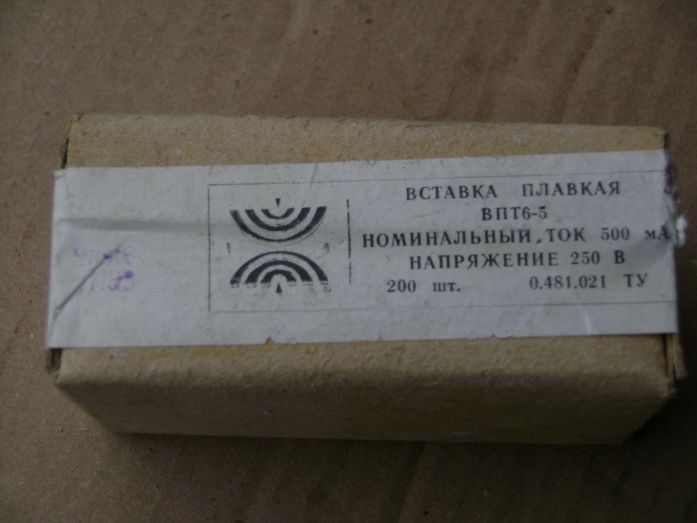 ВСТАВКА ПЛАВКАЯ
ВПТ6-5
НОМИНАЛЬНЫЙ ТОК 500 мА
НАПРЯЖЕНИЕ 250 В
200 шт. 0.481.021 ТУ